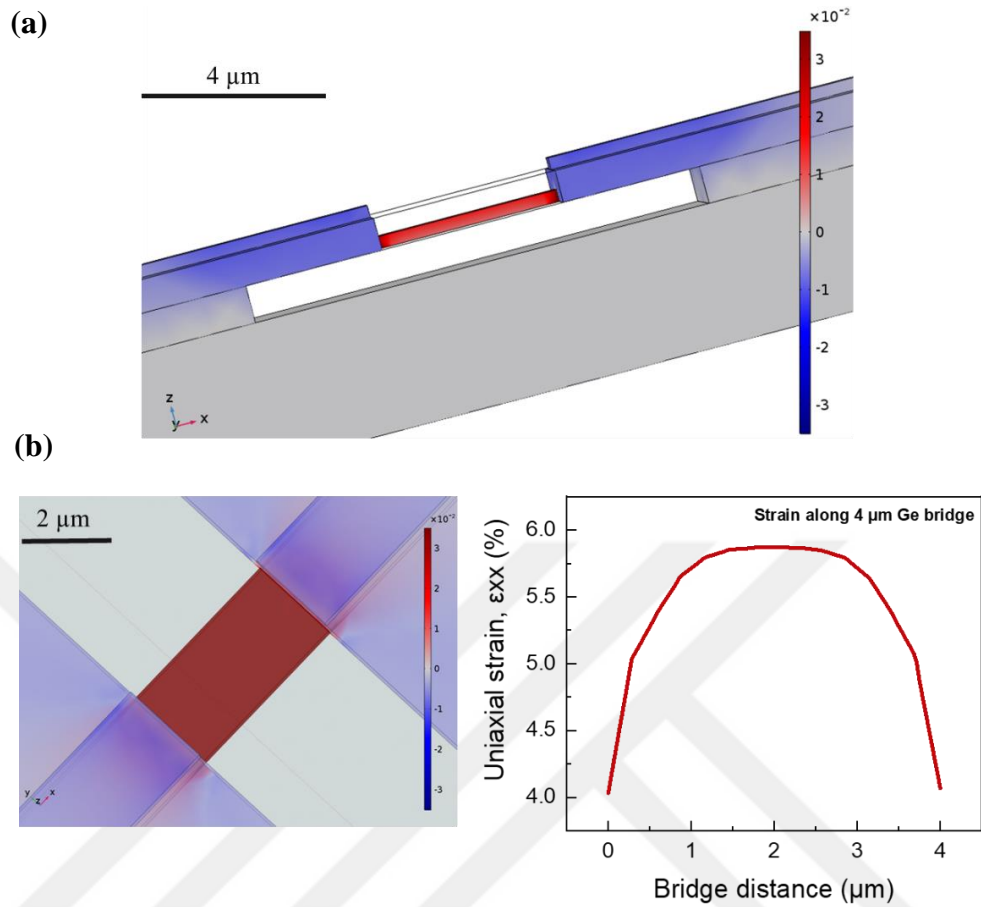 (a)
×10⁻²
4 µm
3
2
1
0
-1
-2
-3
z
y
x
(b)
2 µm
×10⁻²
3
2
1
0
-1
-2
-3
y
z
x
Strain along 4 µm Ge bridge
Uniaxial strain, εxx (%)
6.0
5.5
5.0
4.5
4.0
0 1 2 3 4
Bridge distance (µm)